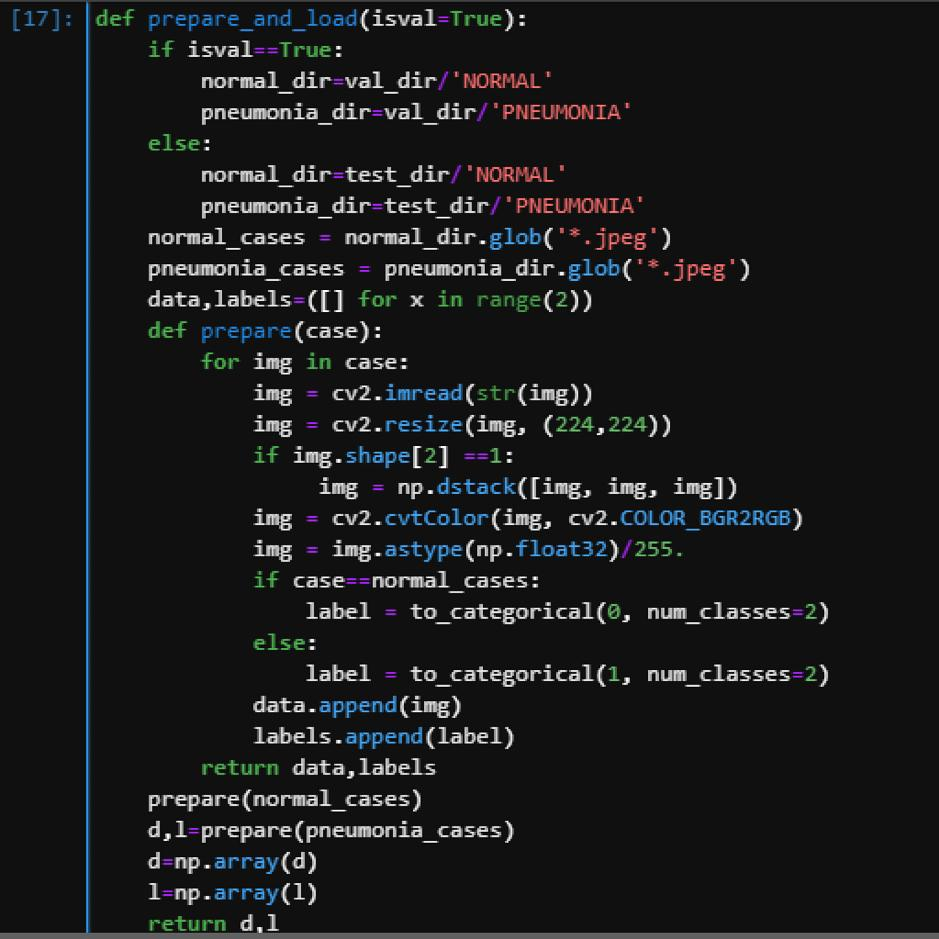 [17]: def prepare_and_load(isval=True):
    if isval==True:
        normal_dir=val_dir/'NORMAL'
        pneumonia_dir=val_dir/'PNEUMONIA'
    else:
        normal_dir=test_dir/'NORMAL'
        pneumonia_dir=test_dir/'PNEUMONIA'
    normal_cases = normal_dir.glob('*.jpeg')
    pneumonia_cases = pneumonia_dir.glob('*.jpeg')
    data,labels=([] for x in range(2))
    def prepare(case):
        for img in case:
            img = cv2.imread(str(img))
            img = cv2.resize(img, (224,224))
            if img.shape[2] ==1:
                 img = np.dstack([img, img, img])
            img = cv2.cvtColor(img, cv2.COLOR_BGR2RGB)
            img = img.astype(np.float32)/255.
            if case==normal_cases:
                label = to_categorical(0, num_classes=2)
            else:
                label = to_categorical(1, num_classes=2)
            data.append(img)
            labels.append(label)
        return data,labels
    prepare(normal_cases)
    d,l=prepare(pneumonia_cases)
    d=np.array(d)
    l=np.array(l)
    return d,l